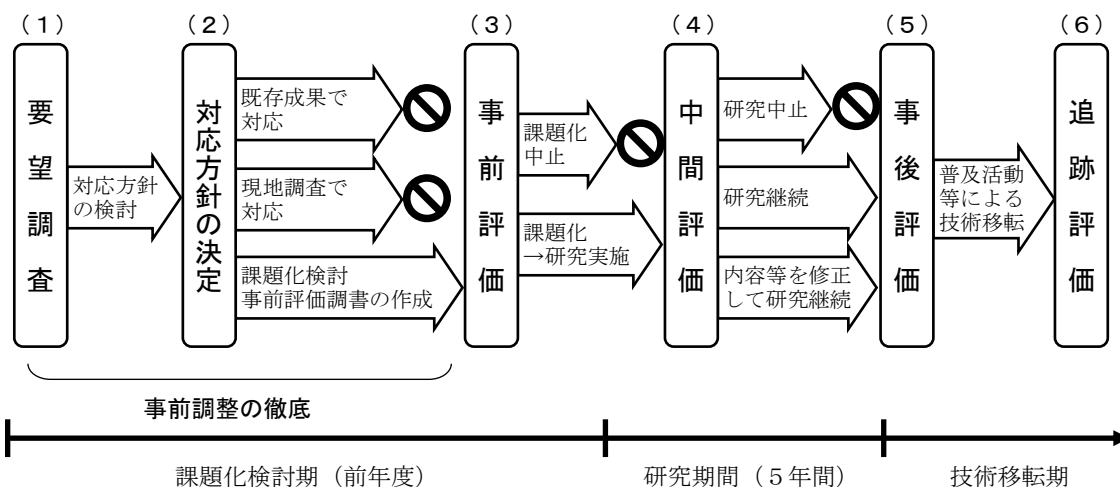 (１)
(２)
(３)
(４)
(５)
(６)
要望調査
対応方針
の検討
対応方針の決定
既存成果で
対応
現地調査で
対応
課題化検討
事前評価調書の作成
事前評価
課題化
中止
課題化
→研究実施
中間評価
研究中止
研究継続
内容等を修正
して研究継続
事後評価
普及活動
等による
技術移転
追跡評価
事前調整の徹底
課題化検討期（前年度）
研究期間（５年間）
技術移転期